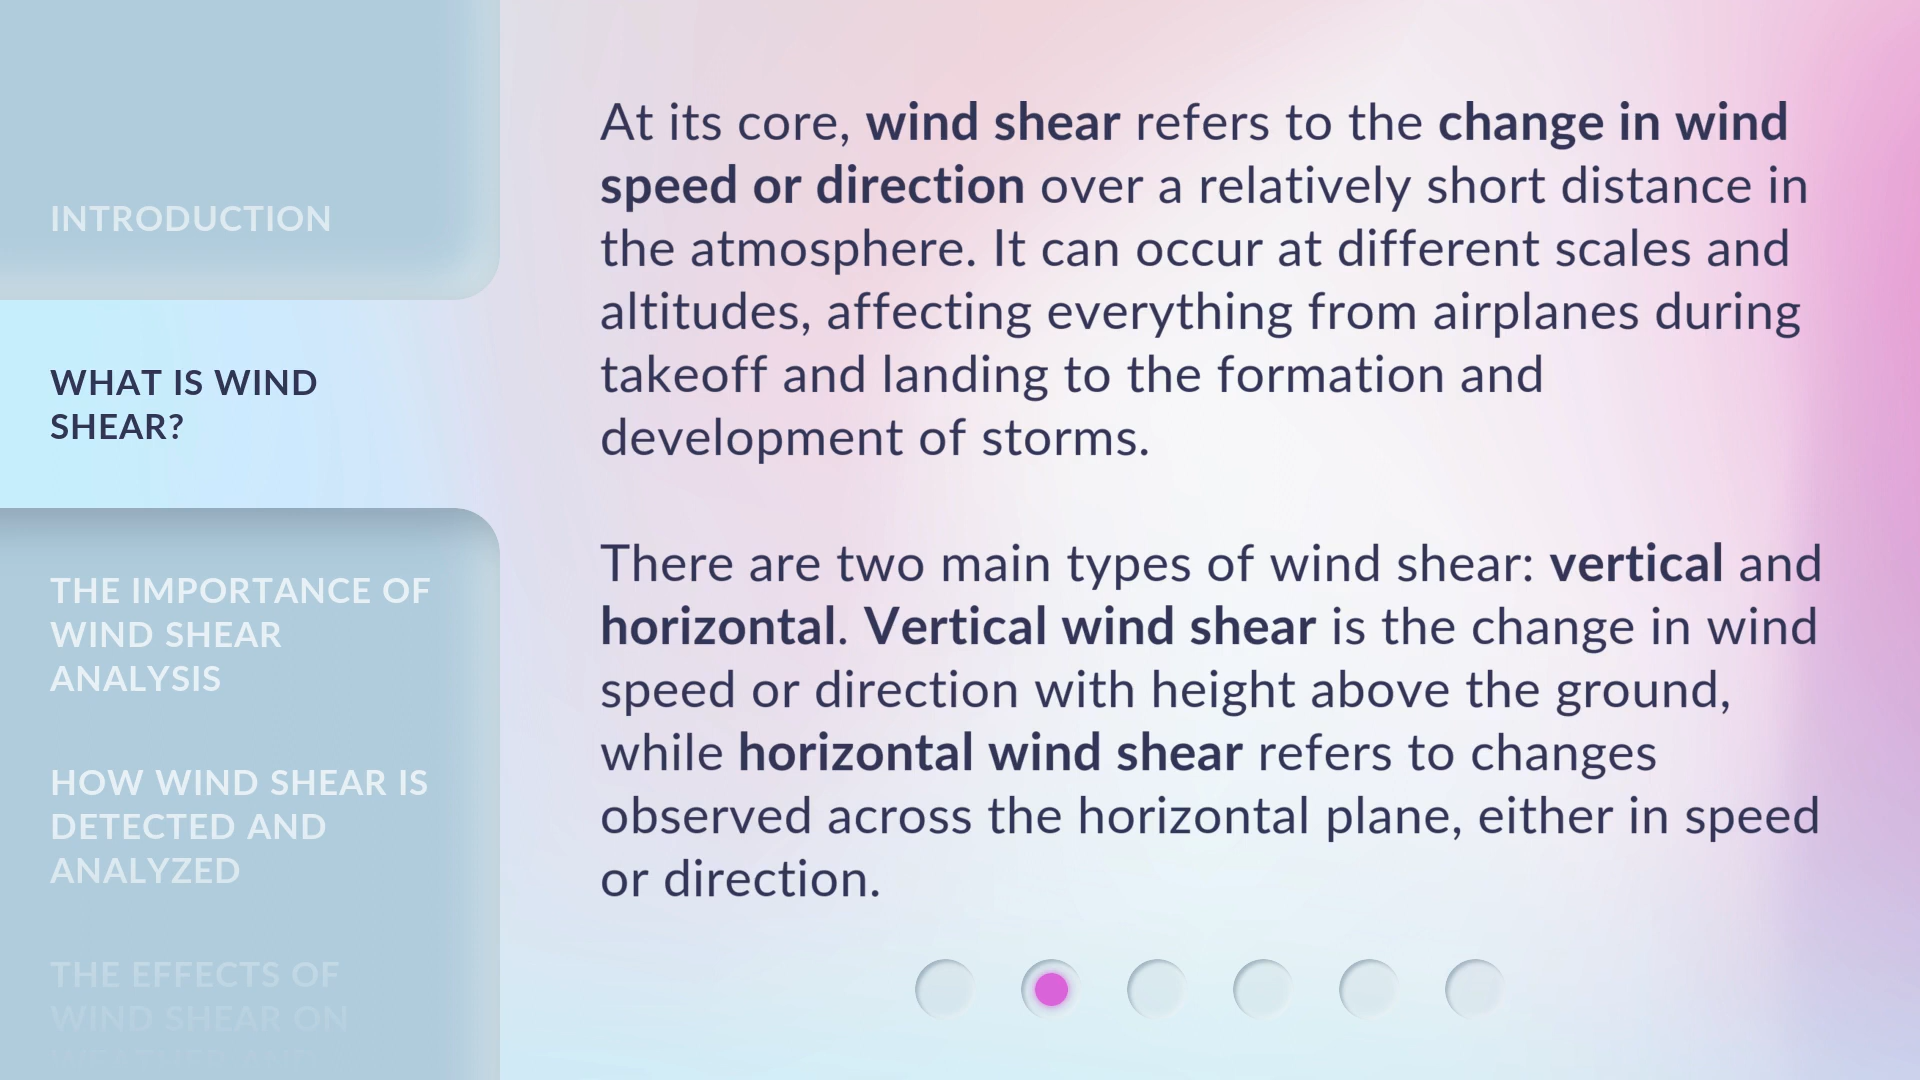 INTRODUCTION
WHAT IS WIND
SHEAR?
THE IMPORTANCE OF
WIND SHEAR
ANALYSIS
HOW WIND SHEAR IS
DETECTED AND
ANALYZED
THE EFFECTS OF
WIND SHEAR ON
WEATHER AND
At its core, wind shear refers to the change in wind
speed or direction over a relatively short distance in
the atmosphere. It can occur at different scales and
altitudes, affecting everything from airplanes during
takeoff and landing to the formation and
development of storms.
There are two main types of wind shear: vertical and
horizontal. Vertical wind shear is the change in wind
speed or direction with height above the ground,
while horizontal wind shear refers to changes
observed across the horizontal plane, either in speed
or direction.